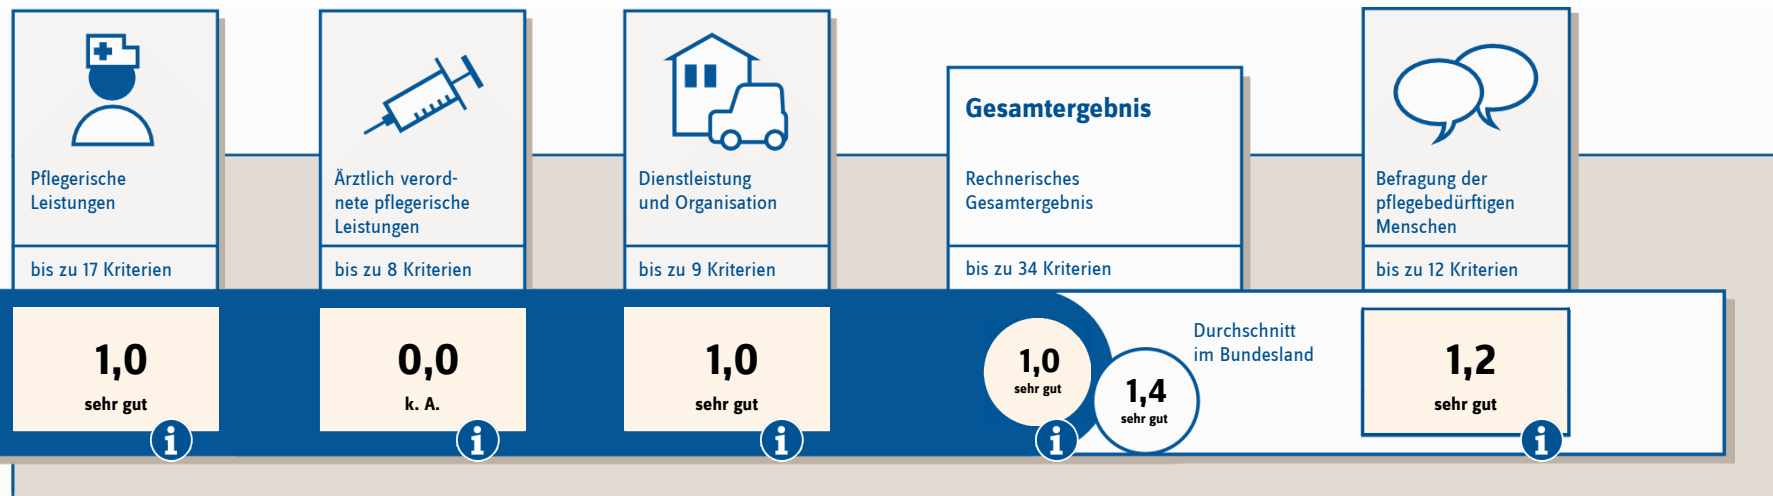 Pflegerische
Leistungen
bis zu 17 Kriterien
1,0
sehr gut
i
Ärztlich verord-
nete pflegerische
Leistungen
bis zu 8 Kriterien
0,0
k. A.
i
Dienstleistung
und Organisation
bis zu 9 Kriterien
1,0
sehr gut
i
Gesamtergebnis
Rechnerisches
Gesamtergebnis
bis zu 34 Kriterien
1,0
sehr gut
i
1,4
sehr gut
Durchschnitt
im Bundesland
Befragung der
pflegebedürftigen
Menschen
bis zu 12 Kriterien
1,2
sehr gut
i